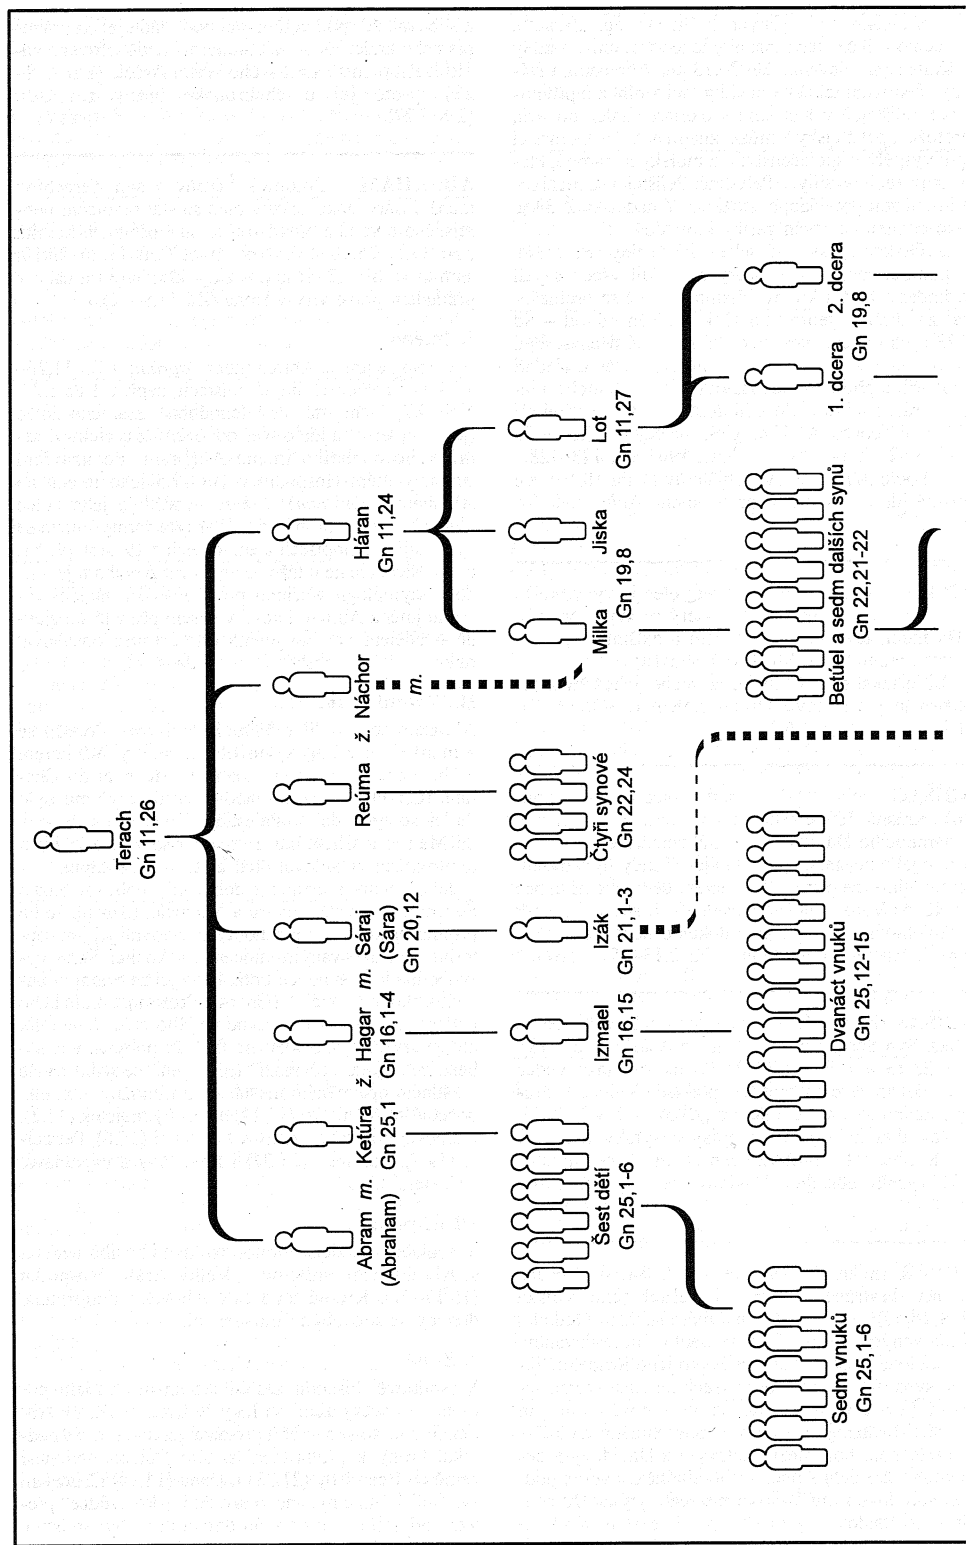 Terach
Gn 11,26
Abram m. Ketúra ž. Hagar m. Sáraj
(Abraham) Gn 25,1 Gn 16,1-4 (Sára)
Gn 20,12
Reúma ž. Náchor
m.
Háran
Gn 11,24
Šest dětí
Gn 25,1-6
Izmael
Gn 16,15
Izák
Gn 21,1-3
Čtyři synové
Gn 22,24
Milka Jiska
Gn 19,8
Lot
Gn 11,27
Sedm vnuků
Gn 25,1-6
Dvanáct vnuků
Gn 25,12-15
Betúel a sedm dalších synů
Gn 22,21-22
1. dcera 2. dcera
Gn 19,8